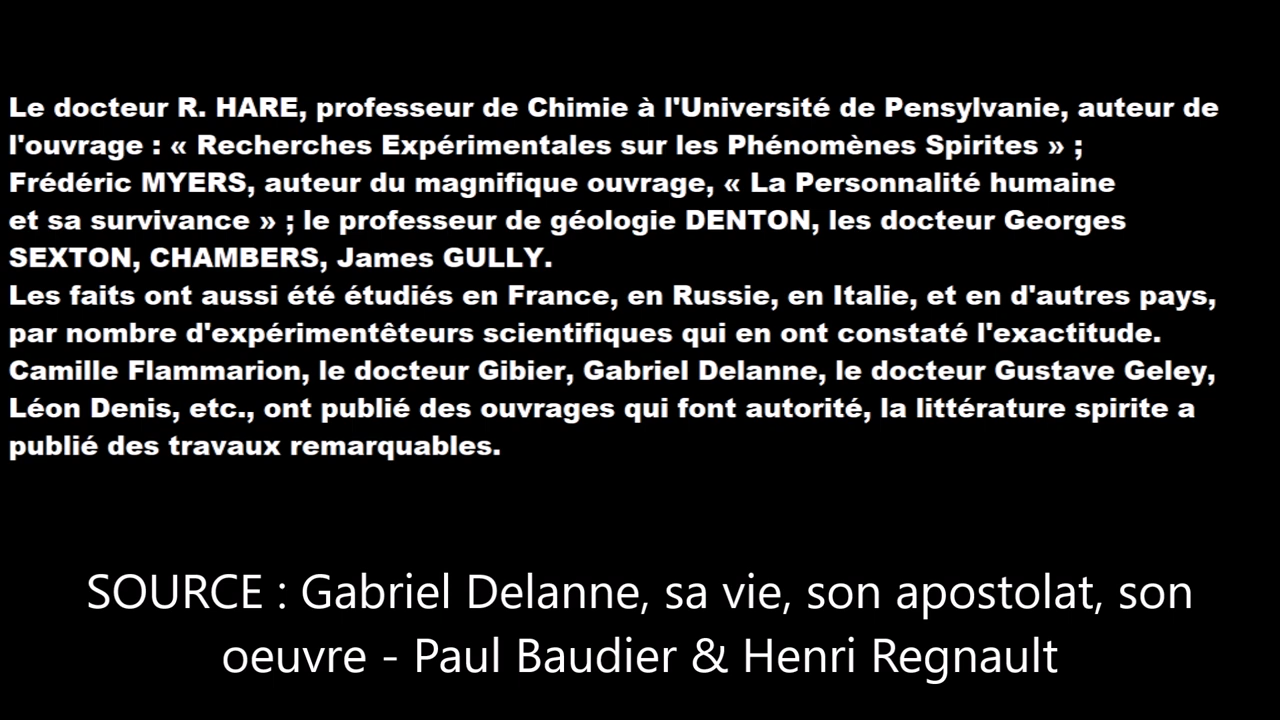 Le docteur R. HARE, professeur de Chimie à l'Université de Pensylvanie, auteur de
l'ouvrage : « Recherches Expérimentales sur les Phénomènes Spirites » ;
Frédéric MYERS, auteur du magnifique ouvrage, « La Personnalité humaine
et sa survivance » ; le professeur de géologie DENTON, les docteur Georges
SEXTON, CHAMBERS, James GULLY.
Les faits ont aussi été étudiés en France, en Russie, en Italie, et en d'autres pays,
par nombre d'expérimentêteurs scientifiques qui en ont constaté l'exactitude.
Camille Flammarion, le docteur Gibier, Gabriel Delanne, le docteur Gustave Geley,
Léon Denis, etc., ont publié des ouvrages qui font autorité, la littérature spirite a
publié des travaux remarquables.
SOURCE : Gabriel Delanne, sa vie, son apostolat, son
oeuvre - Paul Baudier & Henri Regnault